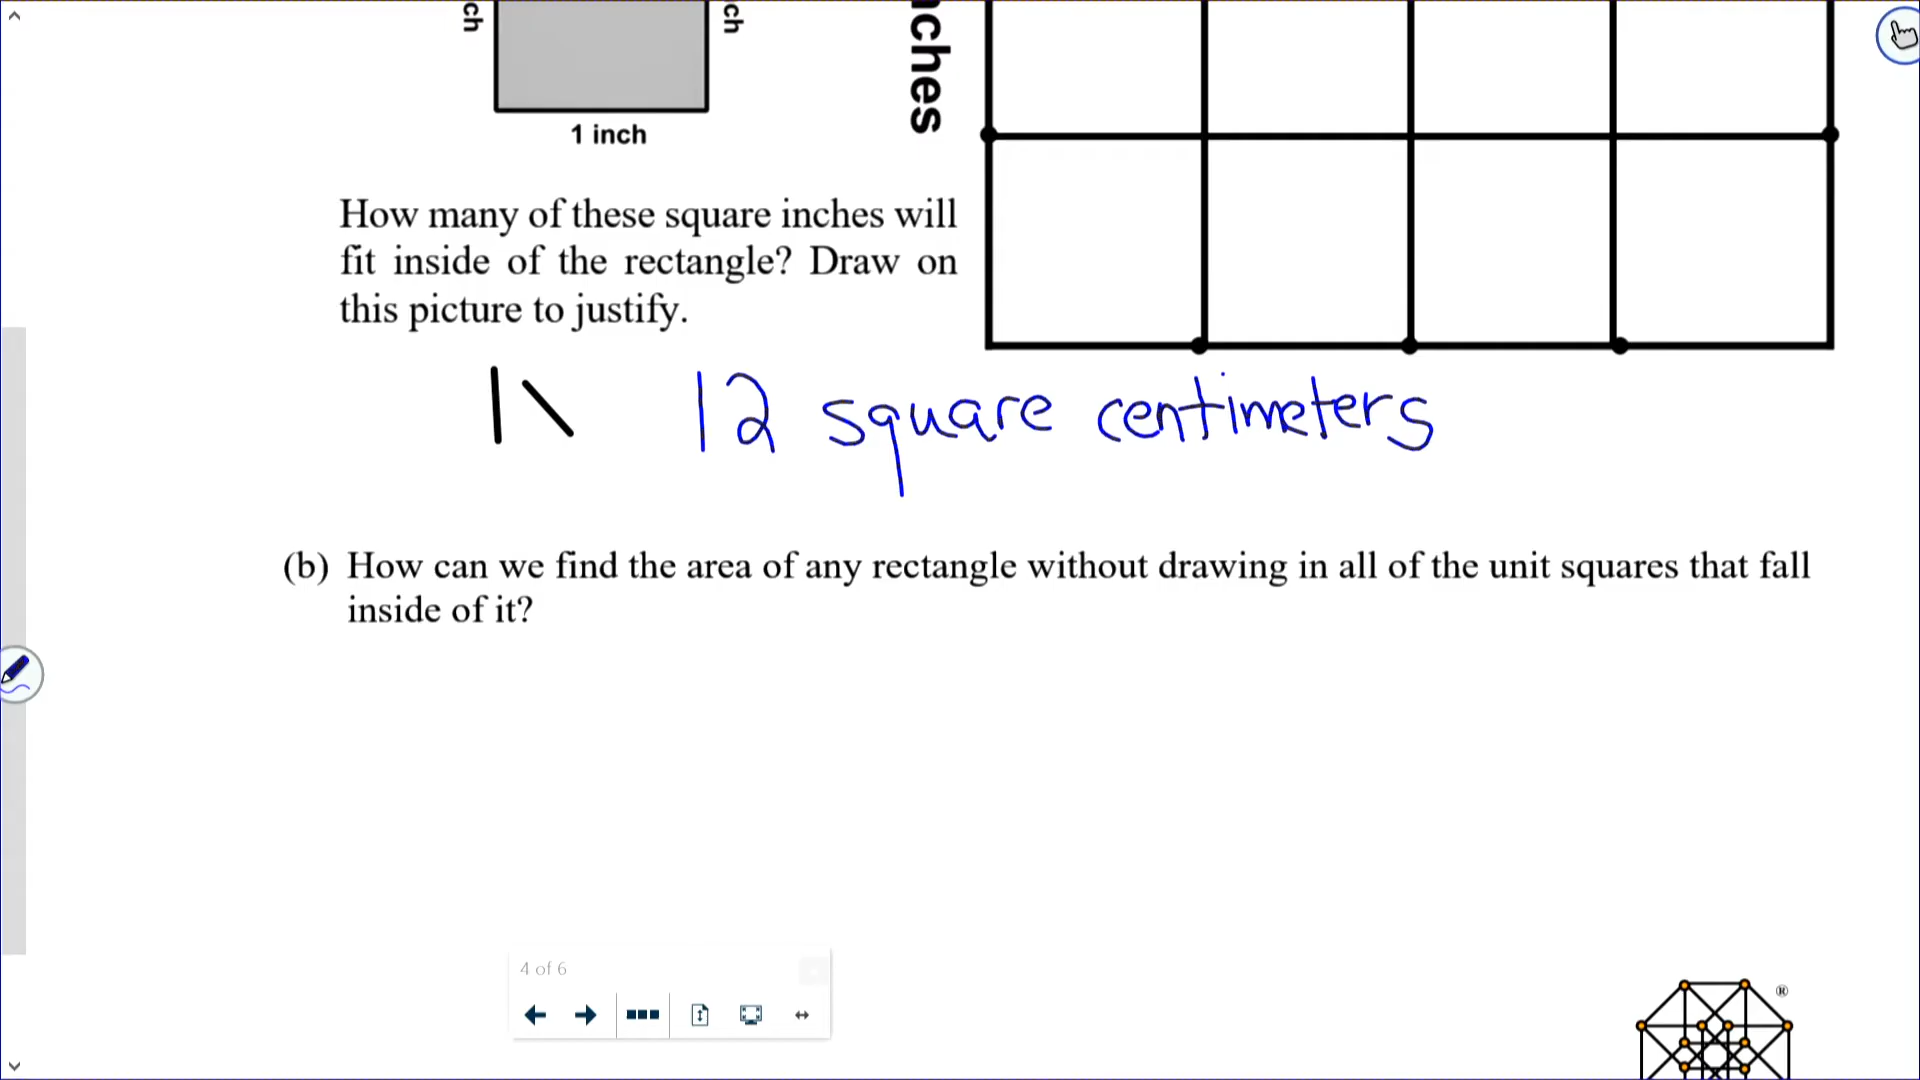 ch
ch
ches
1 inch
How many of these square inches will
fit inside of the rectangle? Draw on
this picture to justify.
12 square centimeters
(b) How can we find the area of any rectangle without drawing in all of the unit squares that fall
inside of it?
4 of 6
®